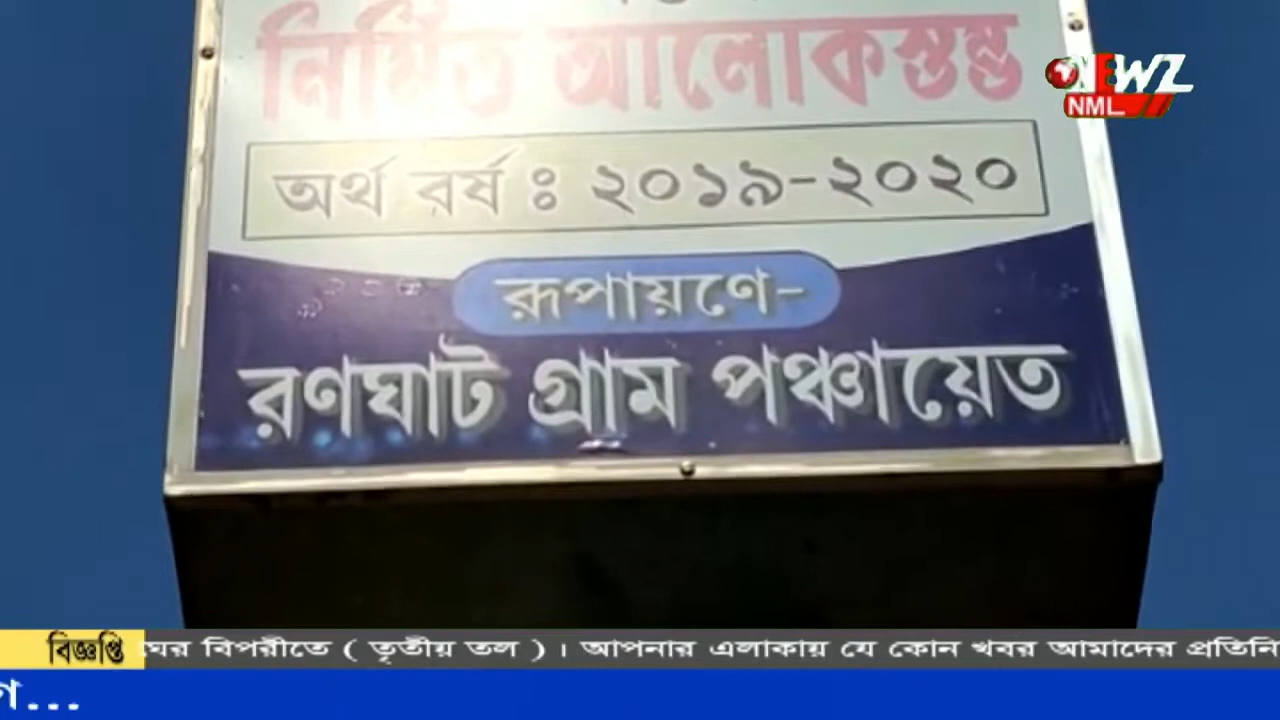 নির্মিত আলোকস্তম্ভ
NEWZ
NML
অর্থ বর্ষ ঃ ২০১৯-২০২০
রূপায়ণে-
রণঘাট গ্রাম পঞ্চায়েত
বিজ্ঞপ্তি
ঘের বিপরীতে ( তৃতীয় তল ) । আপনার এলাকায় যে কোন খবর আমাদের প্রতিনি